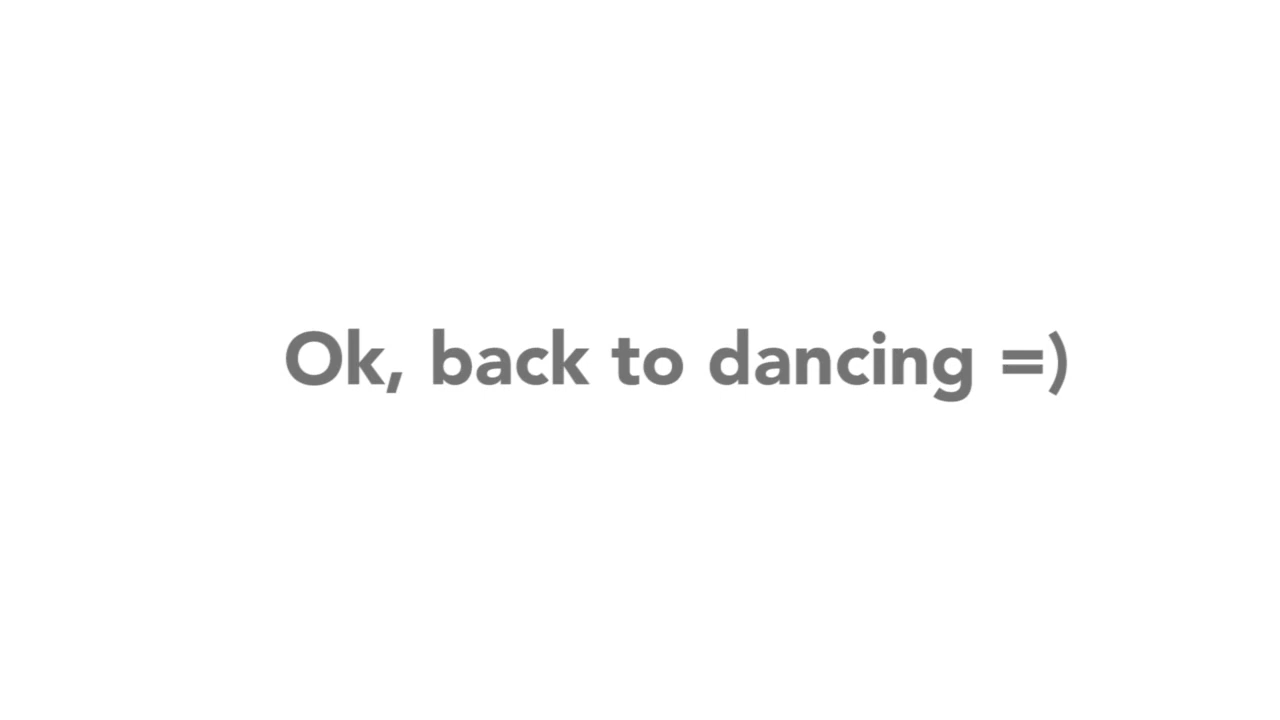 Ok, back to dancing =)